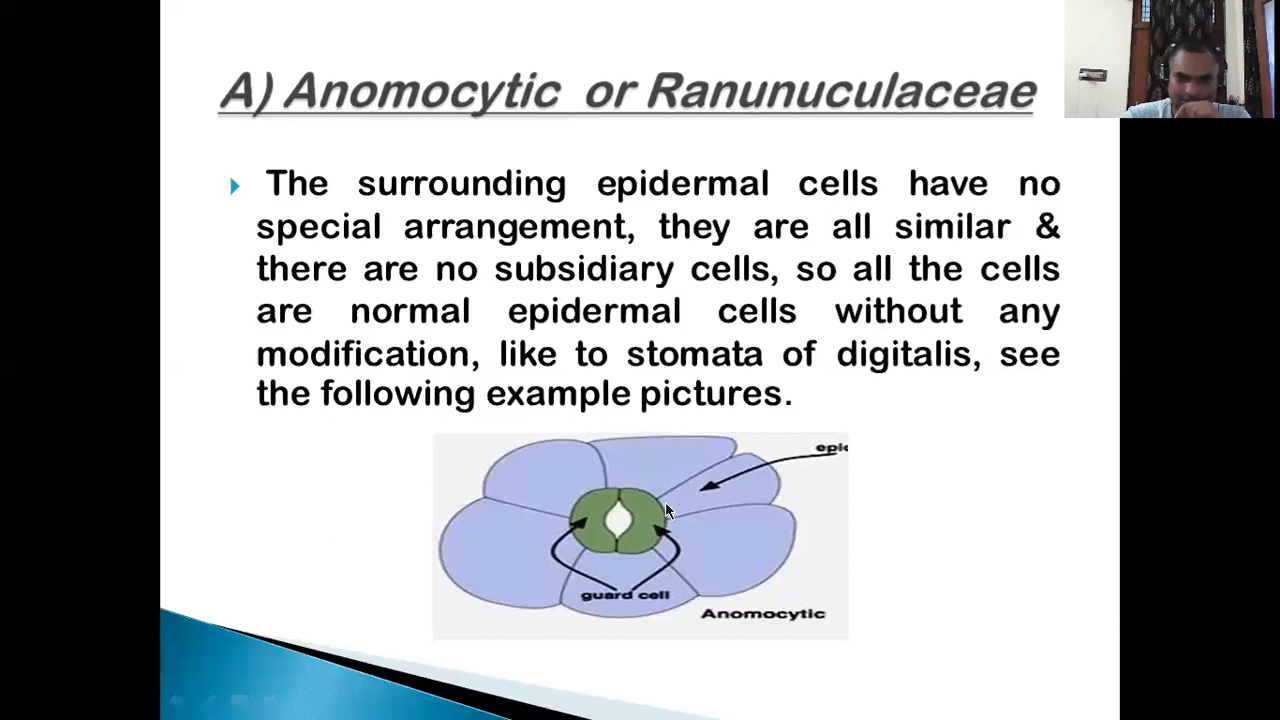 A) Anomocytic or Ranunuculaceae
The surrounding epidermal cells have no
special arrangement, they are all similar &
there are no subsidiary cells, so all the cells
are normal epidermal cells without any
modification, like to stomata of digitalis, see
the following example pictures.
guard cell
Anomocytic